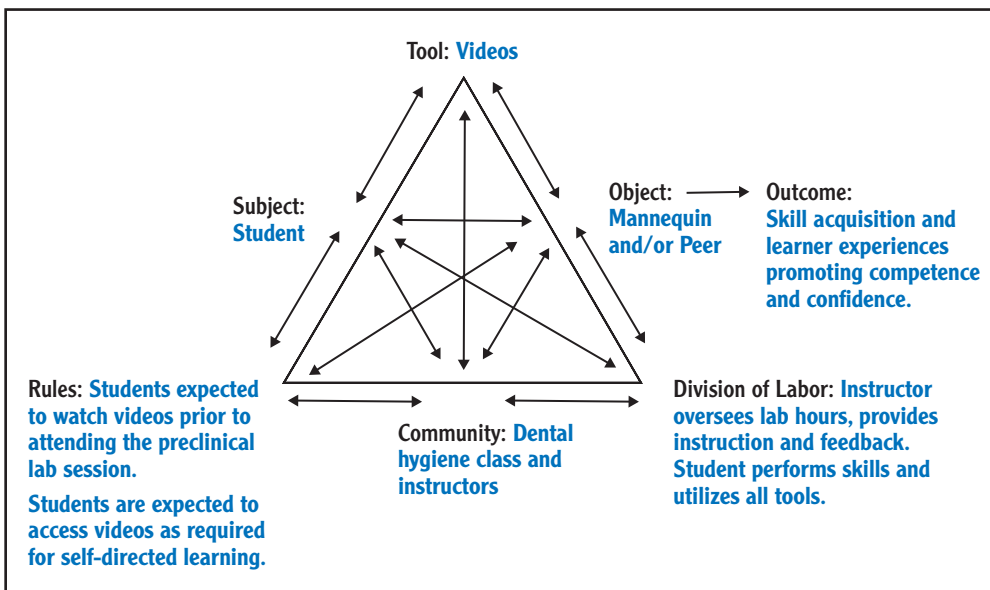 Tool: Videos
Subject:
Student
Object:
Mannequin
and/or Peer
Outcome:
Skill acquisition and
learner experiences
promoting competence
and confidence.
Rules: Students expected
to watch videos prior to
attending the preclinical
lab session.
Students are expected to
access videos as required
for self-directed learning.
Community: Dental
hygiene class and
instructors
Division of Labor: Instructor
oversees lab hours, provides
instruction and feedback.
Student performs skills and
utilizes all tools.